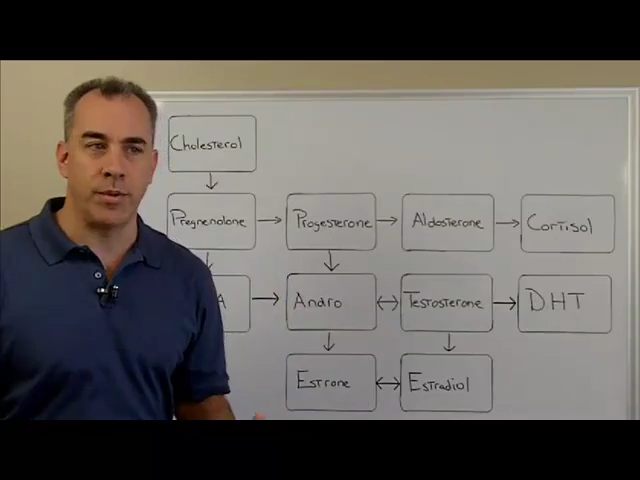 Cholesterol
Pregnenolone
Progesterone
Aldosterone
Cortisol
A
Andro
Testosterone
DHT
Estrone
Estradiol